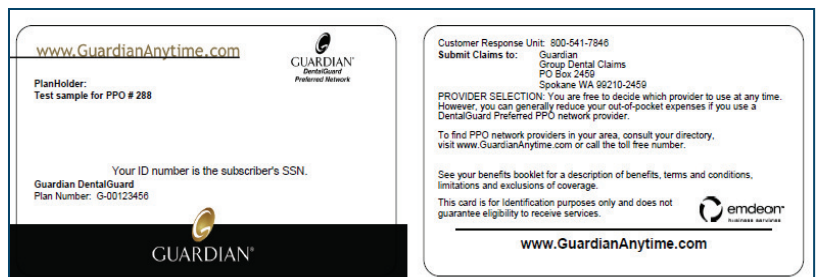 www.GuardianAnytime.com
GUARDIAN®
DentalGuard
Preferred Network
PlanHolder:
Test sample for PPO # 288
Your ID number is the subscriber's SSN.
Guardian DentalGuard
Plan Number: G-00123456
GUARDIAN®
Customer Response Unit: 800-541-7846
Submit Claims to: Guardian
Group Dental Claims
PO Box 2459
Spokane WA 99210-2459
PROVIDER SELECTION: You are free to decide which provider to use at any time.
However, you can generally reduce your out-of-pocket expenses if you use a
DentalGuard Preferred PPO network provider.
To find PPO network providers in your area, consult your directory,
visit www.GuardianAnytime.com or call the toll free number.
See your benefits booklet for a description of benefits, terms and conditions,
limitations and exclusions of coverage.
This card is for Identification purposes only and does not
guarantee eligibility to receive services.
emdeon™
business services
www.GuardianAnytime.com